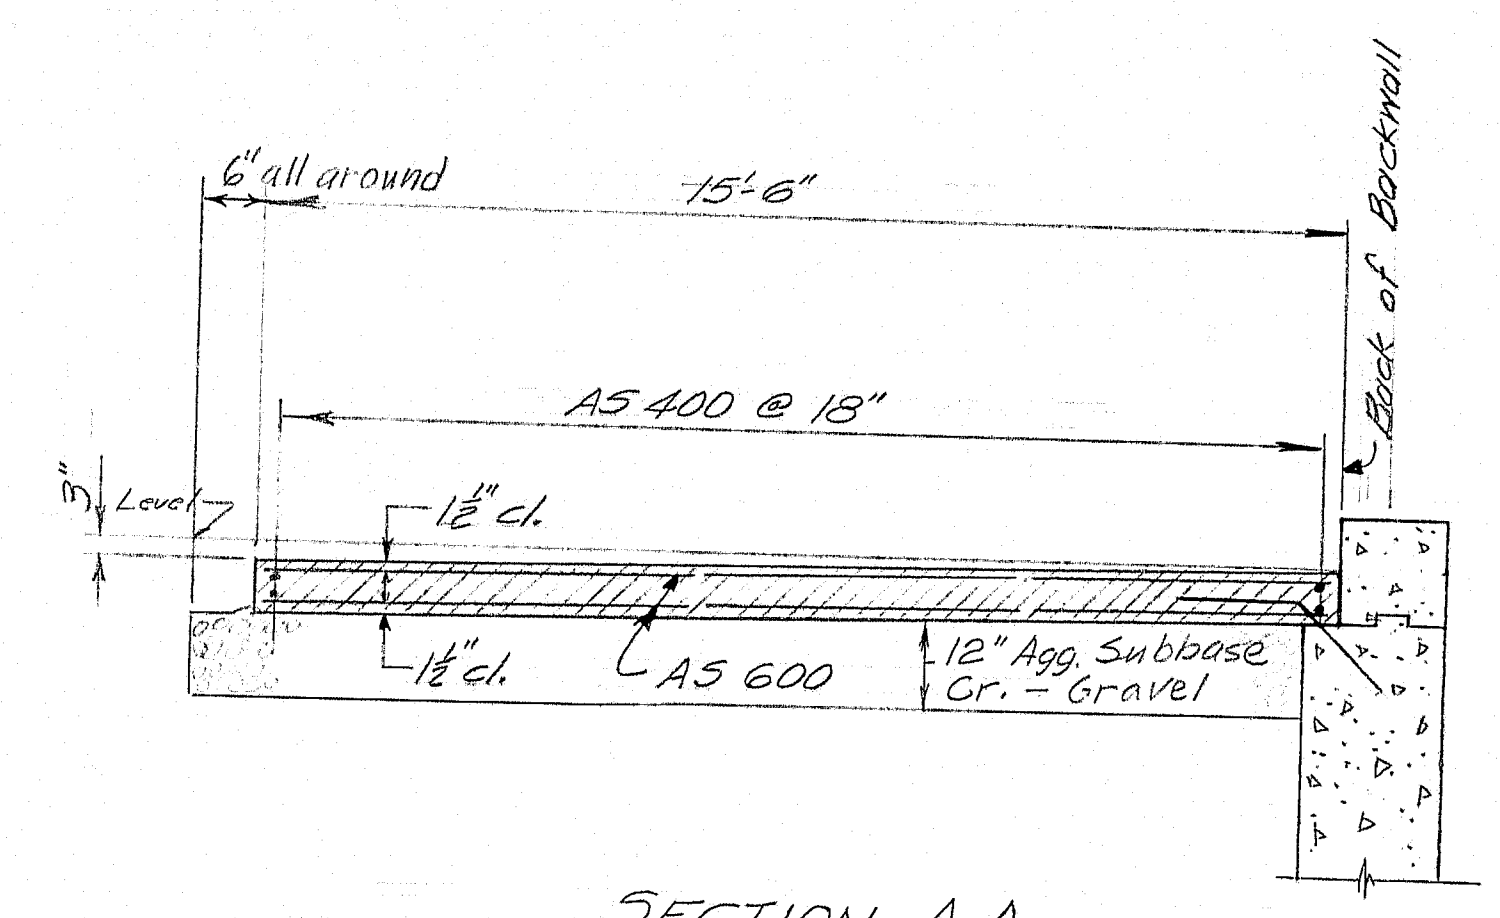 6" all around
15'-6"
Back of Backwall
AS 400 @ 18"
3"
Level
1½" cl.
1½" cl.
AS 600
12" Agg. Subbase
Cr. - Gravel
SECTION A-A